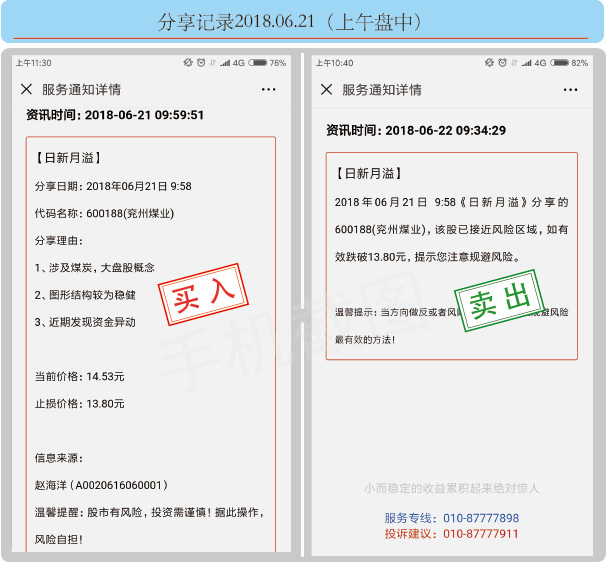 分享记录2018.06.21（上午盘中）
上午11:30
4G
76%
服务通知详情
资讯时间: 2018-06-21 09:59:51
【日新月溢】
分享日期: 2018年06月21日 9:58
代码名称: 600188(兖州煤业)
分享理由:
1、涉及煤炭, 大盘股概念
2、图形结构较为稳健
3、近期发现资金异动
买入
当前价格: 14.53元
止损价格: 13.80元
信息来源:
赵海洋 ( A0020616060001 )
温馨提醒: 股市有风险, 投资需谨慎! 据此操作,
风险自担!
上午10:40
4G
82%
服务通知详情
资讯时间: 2018-06-22 09:34:29
【日新月溢】
2018年06月21日 9:58《日新月溢》分享的
600188(兖州煤业), 该股已接近风险区域, 如有
效跌破13.80元, 提示您注意规避风险。
卖出
温馨提示: 当方向做反或者风
避风险
最有效的方法!
手机截图
小而稳定的收益累积起来绝对惊人
服务专线: 010-87777898
投诉建议: 010-87777911